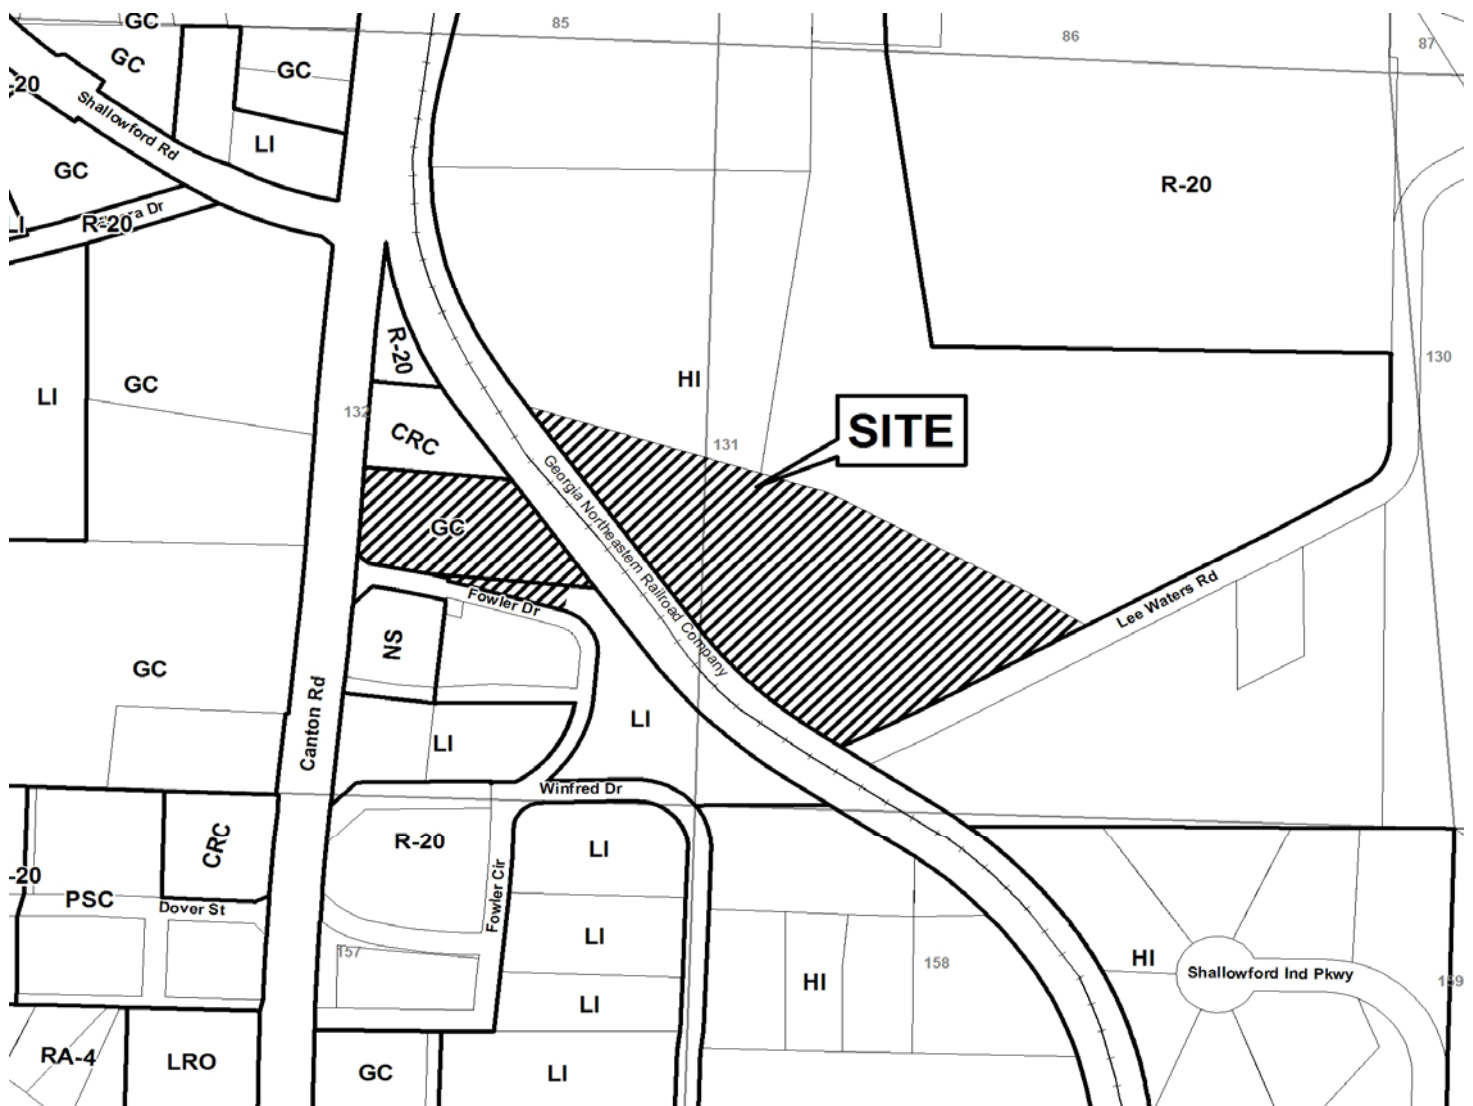 GC
85
86
87
GC
GC
-20
Shallowford Rd
LI
GC
R-20
R-20
LI
R-20
GC
LI
132
HI
130
CRC
131
SITE
GC
Georgia Northeastern Railroad Company
Fowler Dr
Lee Waters Rd
NS
GC
Canton Rd
LI
LI
Winfred Dr
CRC
R-20
LI
-20
PSC
Dover St
Fowler Cir
LI
157
158
HI
HI
Shallowford Ind Pkwy
159
LI
RA-4
LRO
GC
LI